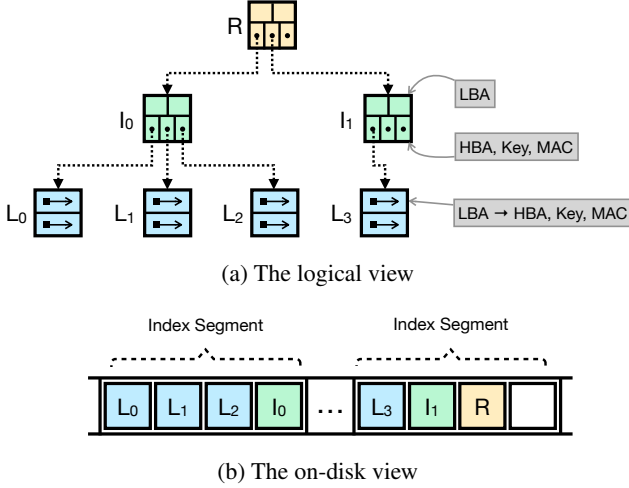 R
LBA
I₀
I₁
HBA, Key, MAC
L₀
L₁
L₂
L₃
LBA → HBA, Key, MAC
(a) The logical view
Index Segment
Index Segment
L₀ L₁ L₂ I₀ ... L₃ I₁ R
(b) The on-disk view